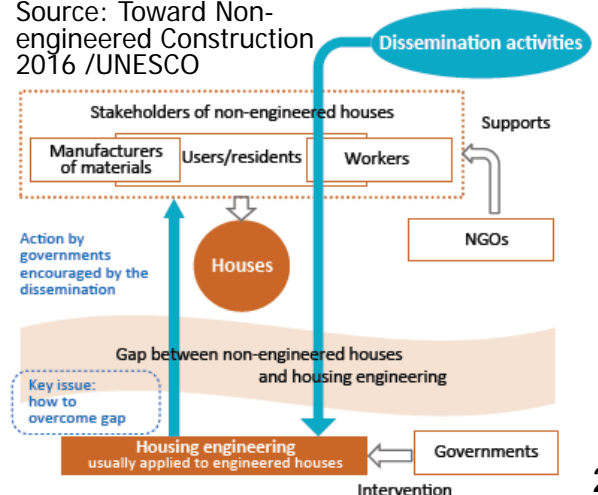 Source: Toward Non-
engineered Construction
2016 /UNESCO
Dissemination activities
Stakeholders of non-engineered houses
Supports
Manufacturers
of materials
Users/residents
Workers
NGOs
Action by
governments
encouraged by the
dissemination
Houses
Gap between non-engineered houses
and housing engineering
Key issue:
how to
overcome gap
Housing engineering
usually applied to engineered houses
Governments
Intervention
2